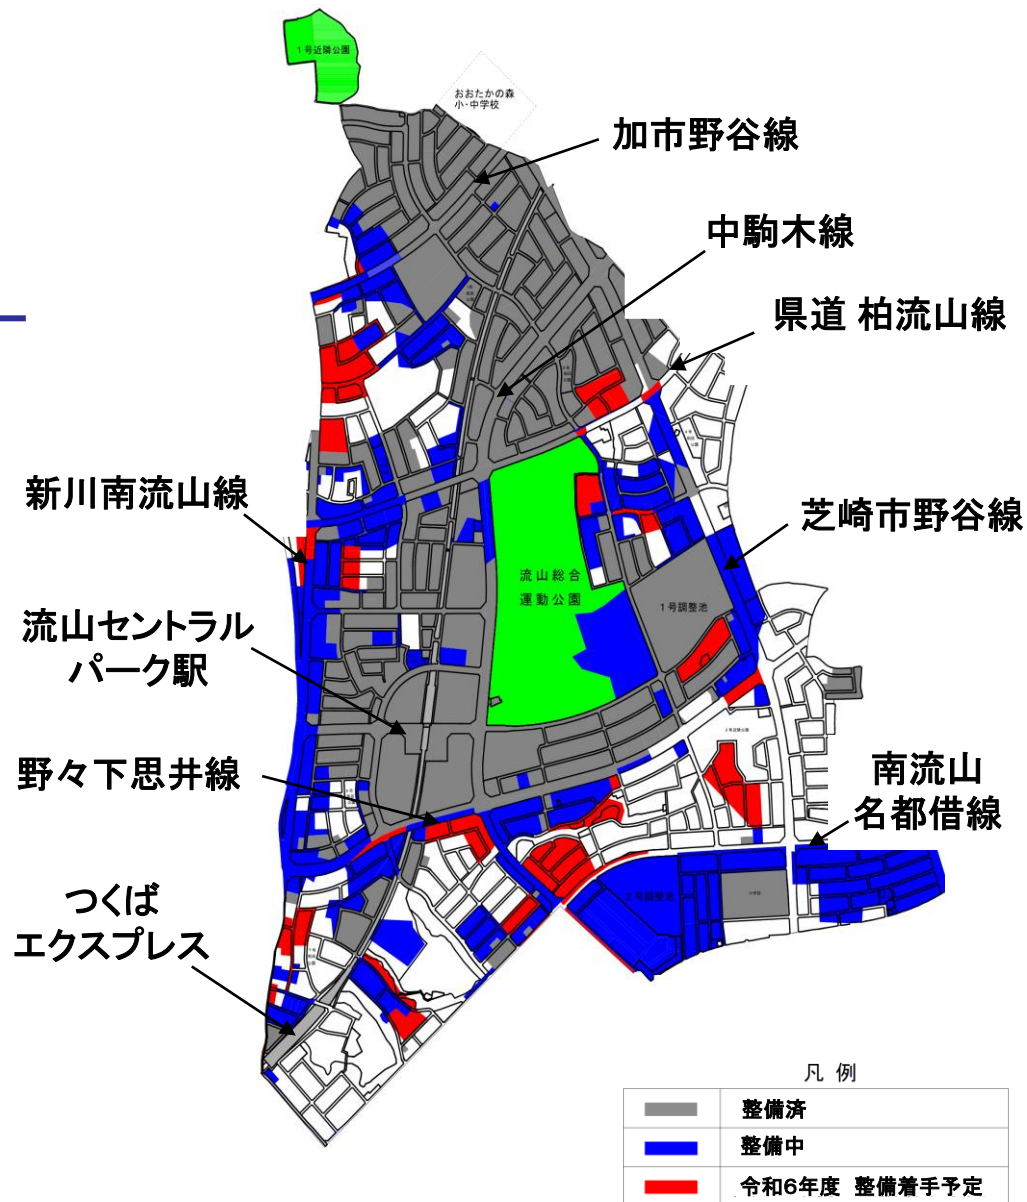 1号近隣公園
おおたかの森
小・中学校
加市野谷線
中駒木線
県道 柏流山線
新川南流山線
芝崎市野谷線
流山総合
運動公園
1号調整池
流山セントラル
パーク駅
野々下思井線
南流山
名都借線
2号調整池
つくば
エクスプレス
凡 例
整備済
整備中
令和6年度 整備着手予定